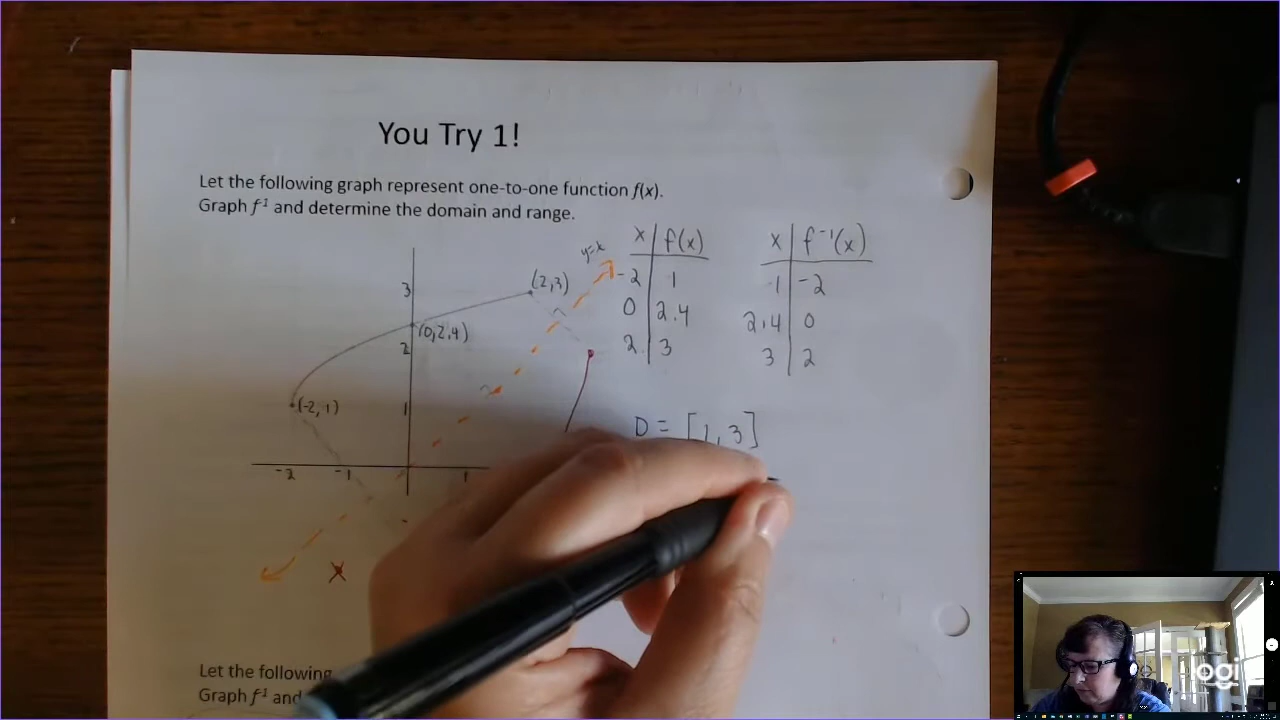 You Try 1!
Let the following graph represent one-to-one function f(x).
Graph f⁻¹ and determine the domain and range.
y=x
x f(x)
-2 1
0 2.4
2 3
x f⁻¹(x)
1 -2
2.4 0
3 2
(2,3)
3
(0,2.4)
2
(-2,1)
1
-2 -1 1
D = [1, 3]
Let the following
Graph f⁻¹ and
ogi